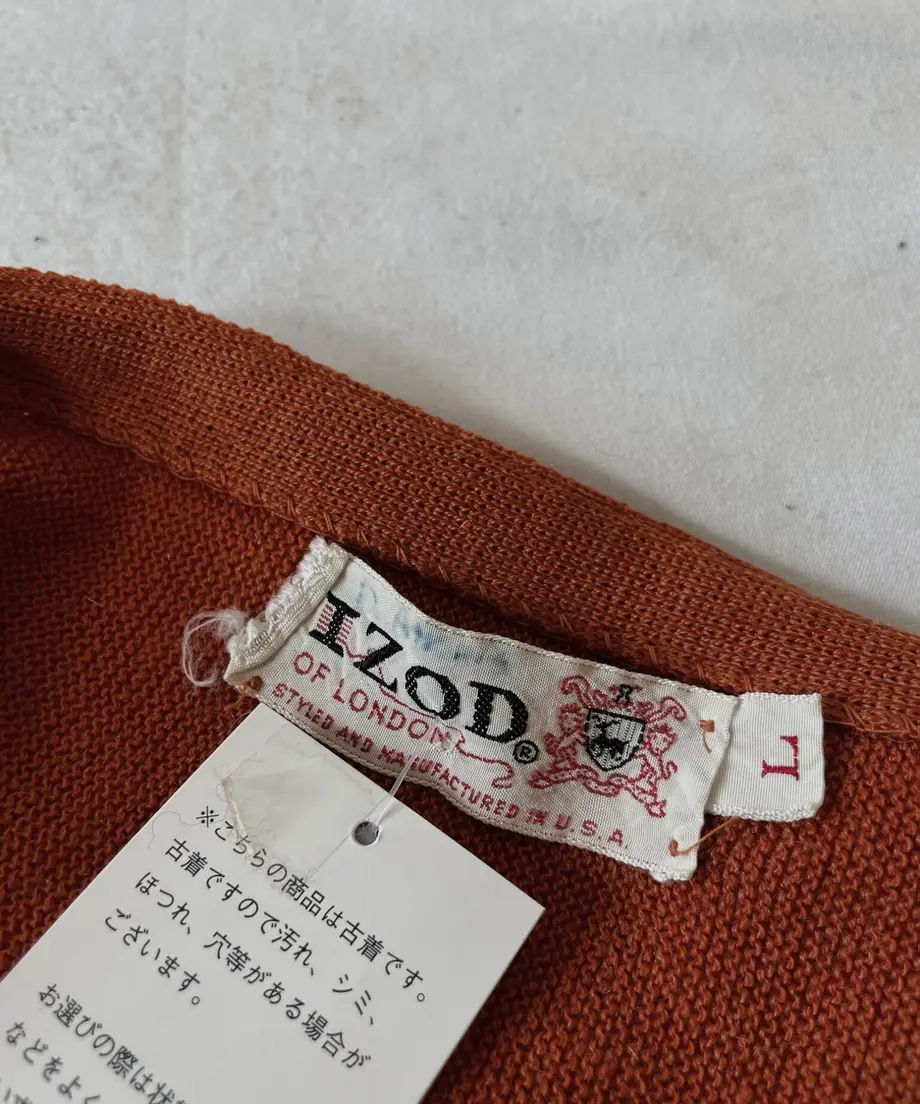 IZOD®
OF LONDON
STYLED AND MANUFACTURED IN U.S.A
L
※こちらの商品は古着です。
古着ですので汚れ、シミ、
ほつれ、穴等がある場合が
ございます。
お選びの際は状
などをよく